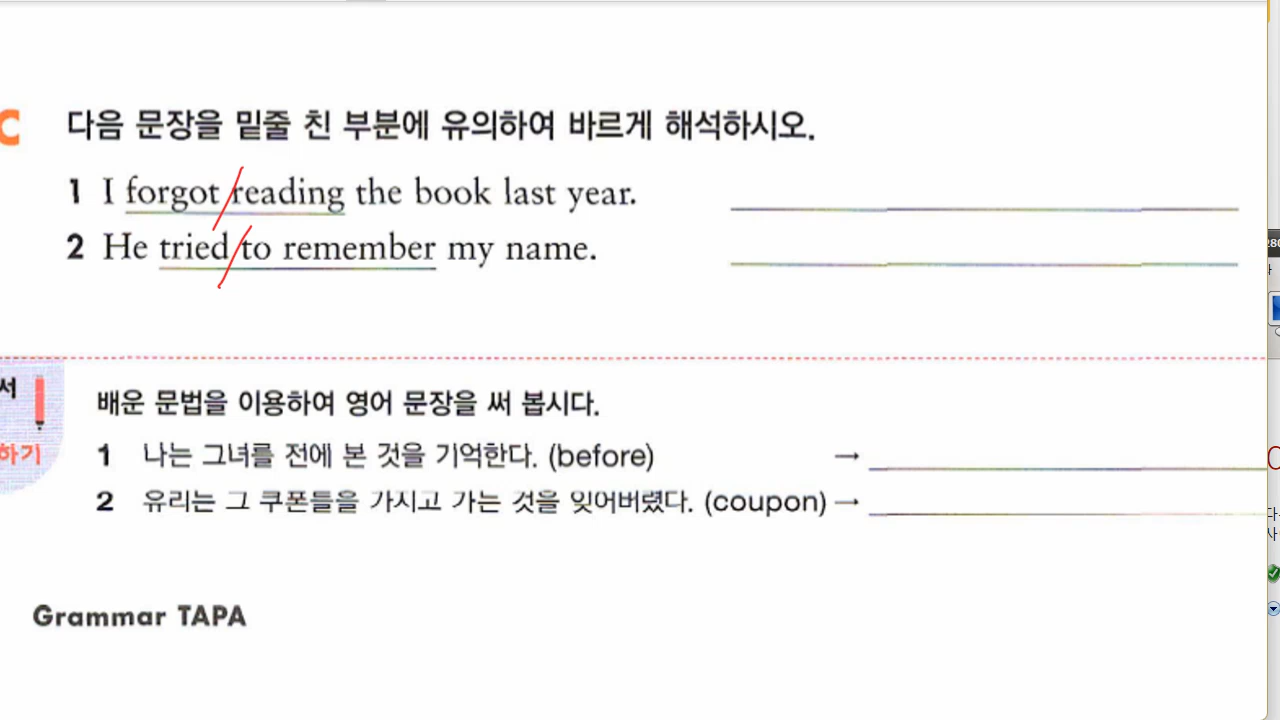 C 다음 문장을 밑줄 친 부분에 유의하여 바르게 해석하시오.
1 I forgot reading the book last year.
2 He tried to remember my name.
서
하기
배운 문법을 이용하여 영어 문장을 써 봅시다.
1 나는 그녀를 전에 본 것을 기억한다. (before) →
2 유리는 그 쿠폰들을 가시고 가는 것을 잊어버렸다. (coupon) →
Grammar TAPA